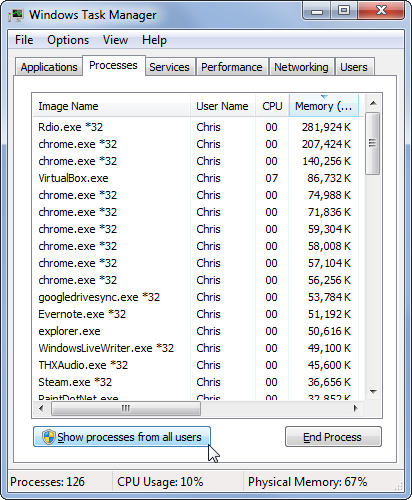 Windows Task Manager
File Options View Help
Applications Processes Services Performance Networking Users
Image Name User Name CPU Memory (...
Rdio.exe *32 Chris 00 281,924 K
chrome.exe *32 Chris 00 207,424 K
chrome.exe *32 Chris 00 140,256 K
VirtualBox.exe Chris 07 86,732 K
chrome.exe *32 Chris 00 74,988 K
chrome.exe *32 Chris 00 71,836 K
chrome.exe *32 Chris 00 59,304 K
chrome.exe *32 Chris 00 58,008 K
chrome.exe *32 Chris 00 57,104 K
chrome.exe *32 Chris 00 56,256 K
googledrivesync.exe *32 Chris 00 53,784 K
Evernote.exe *32 Chris 00 51,192 K
explorer.exe Chris 00 50,616 K
WindowsLiveWriter.exe *32 Chris 00 49,100 K
THXAudio.exe *32 Chris 00 45,600 K
Steam.exe *32 Chris 00 36,656 K
PaintDotNet.exe Chris 00 32,852 K
Show processes from all users End Process
Processes: 126 CPU Usage: 10% Physical Memory: 67%